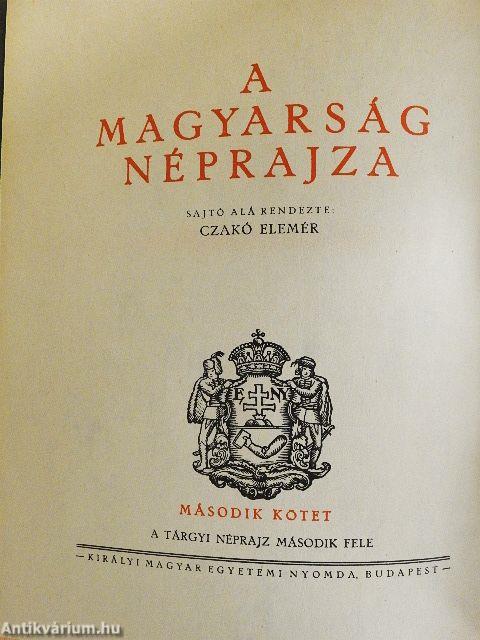 A
MAGYARSÁG
NÉPRAJZA
SAJTÓ ALÁ RENDEZTE:
CZAKÓ ELEMÉR
E NY
MÁSODIK KÖTET
A TÁRGYI NÉPRAJZ MÁSODIK FELE
KIRÁLYI MAGYAR EGYETEMI NYOMDA, BUDAPEST
Antikvárium.hu